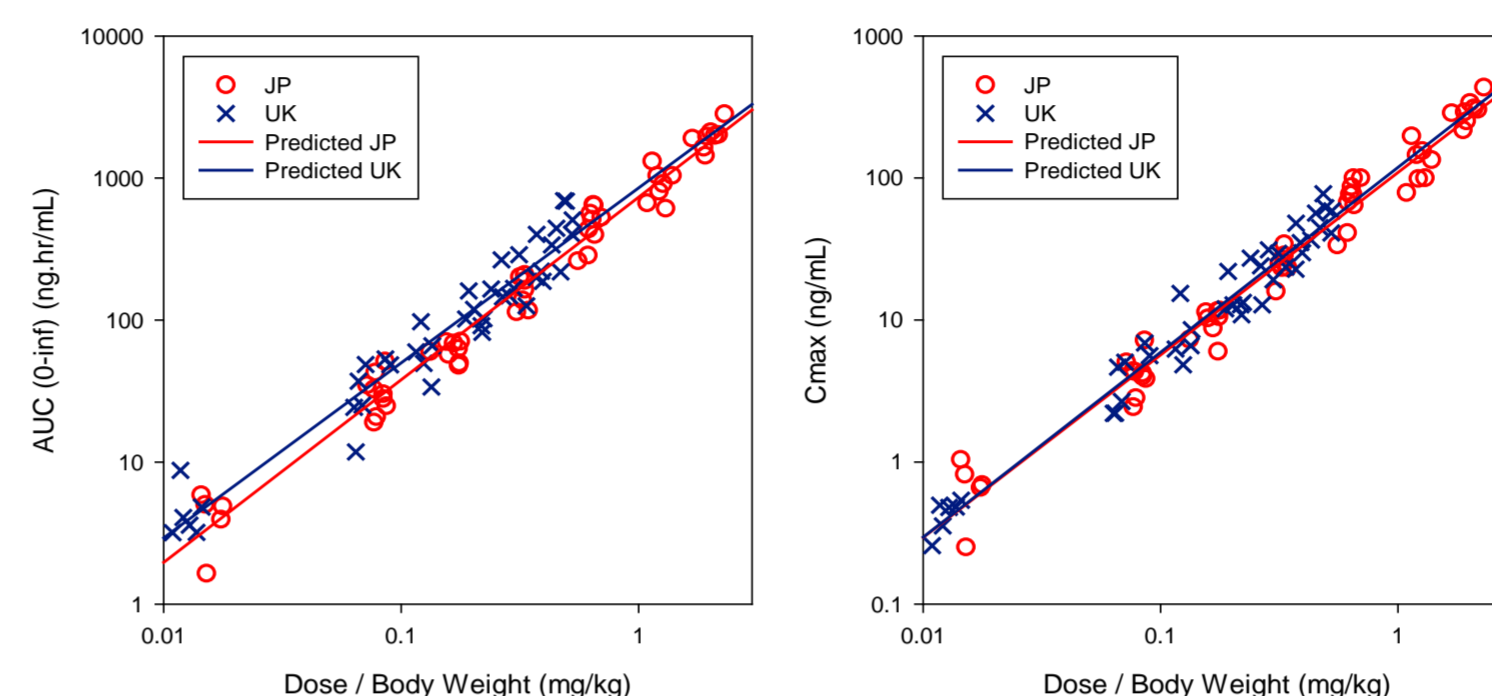 10000
1000
100
10
1
0.01
0.1
1
AUC (0-inf) (ng.hr/mL)
Dose / Body Weight (mg/kg)
JP
UK
Predicted JP
Predicted UK
1000
100
10
1
0.1
0.01
0.1
1
Cmax (ng/mL)
Dose / Body Weight (mg/kg)
JP
UK
Predicted JP
Predicted UK